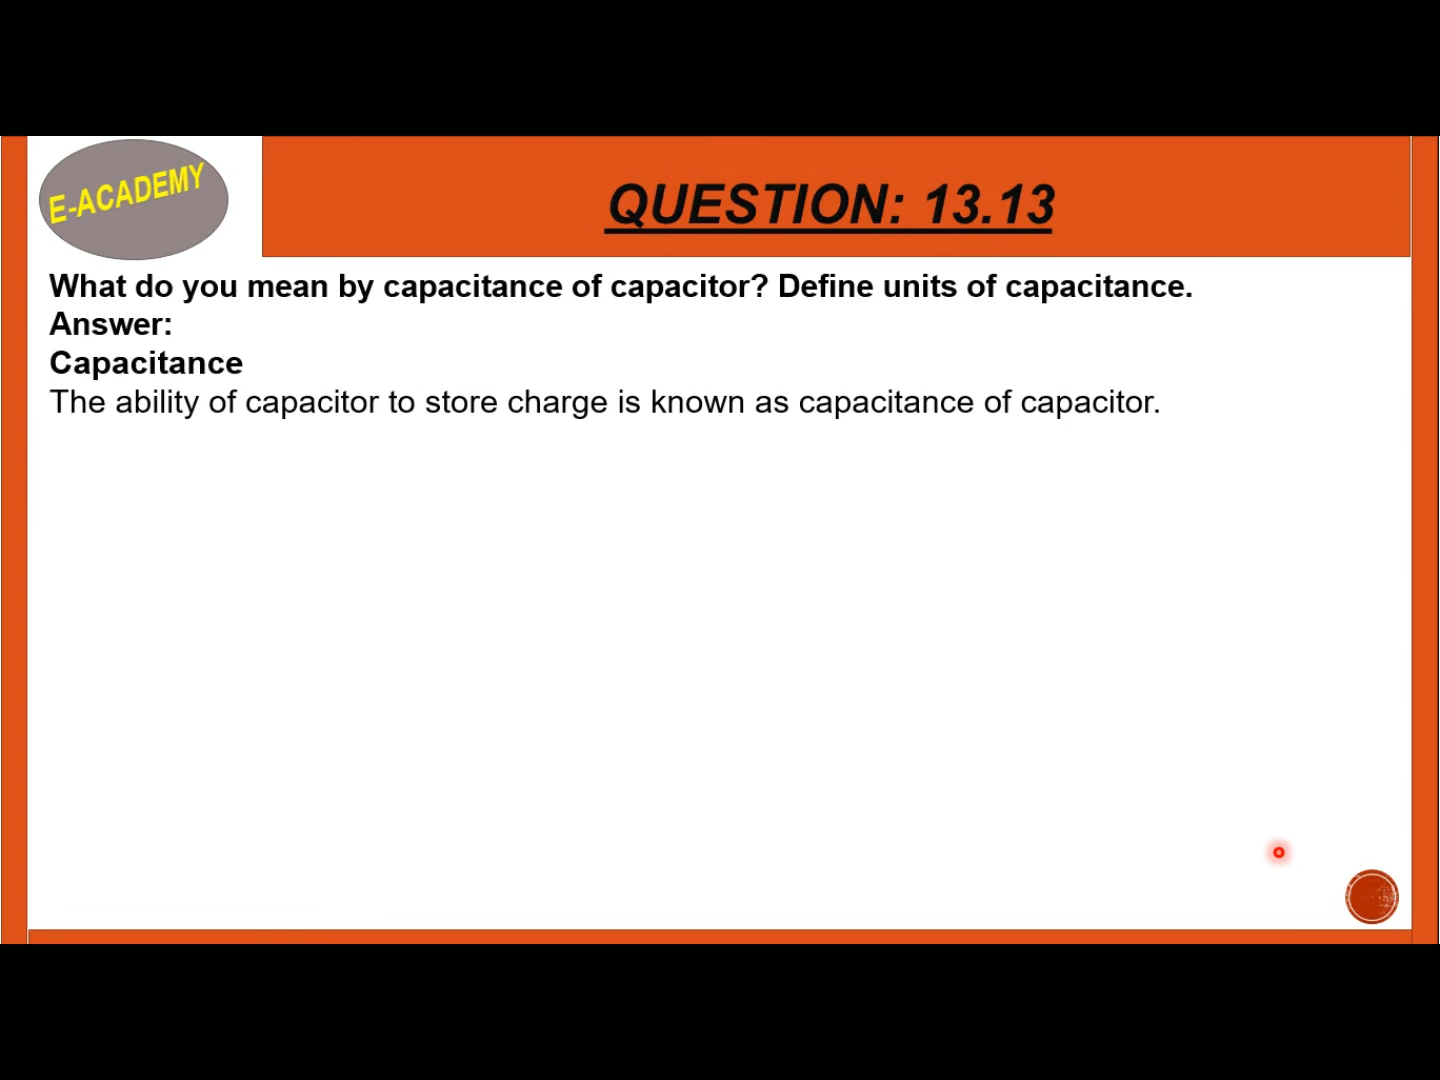 E-ACADEMY
QUESTION: 13.13
What do you mean by capacitance of capacitor? Define units of capacitance.
Answer:
Capacitance
The ability of capacitor to store charge is known as capacitance of capacitor.